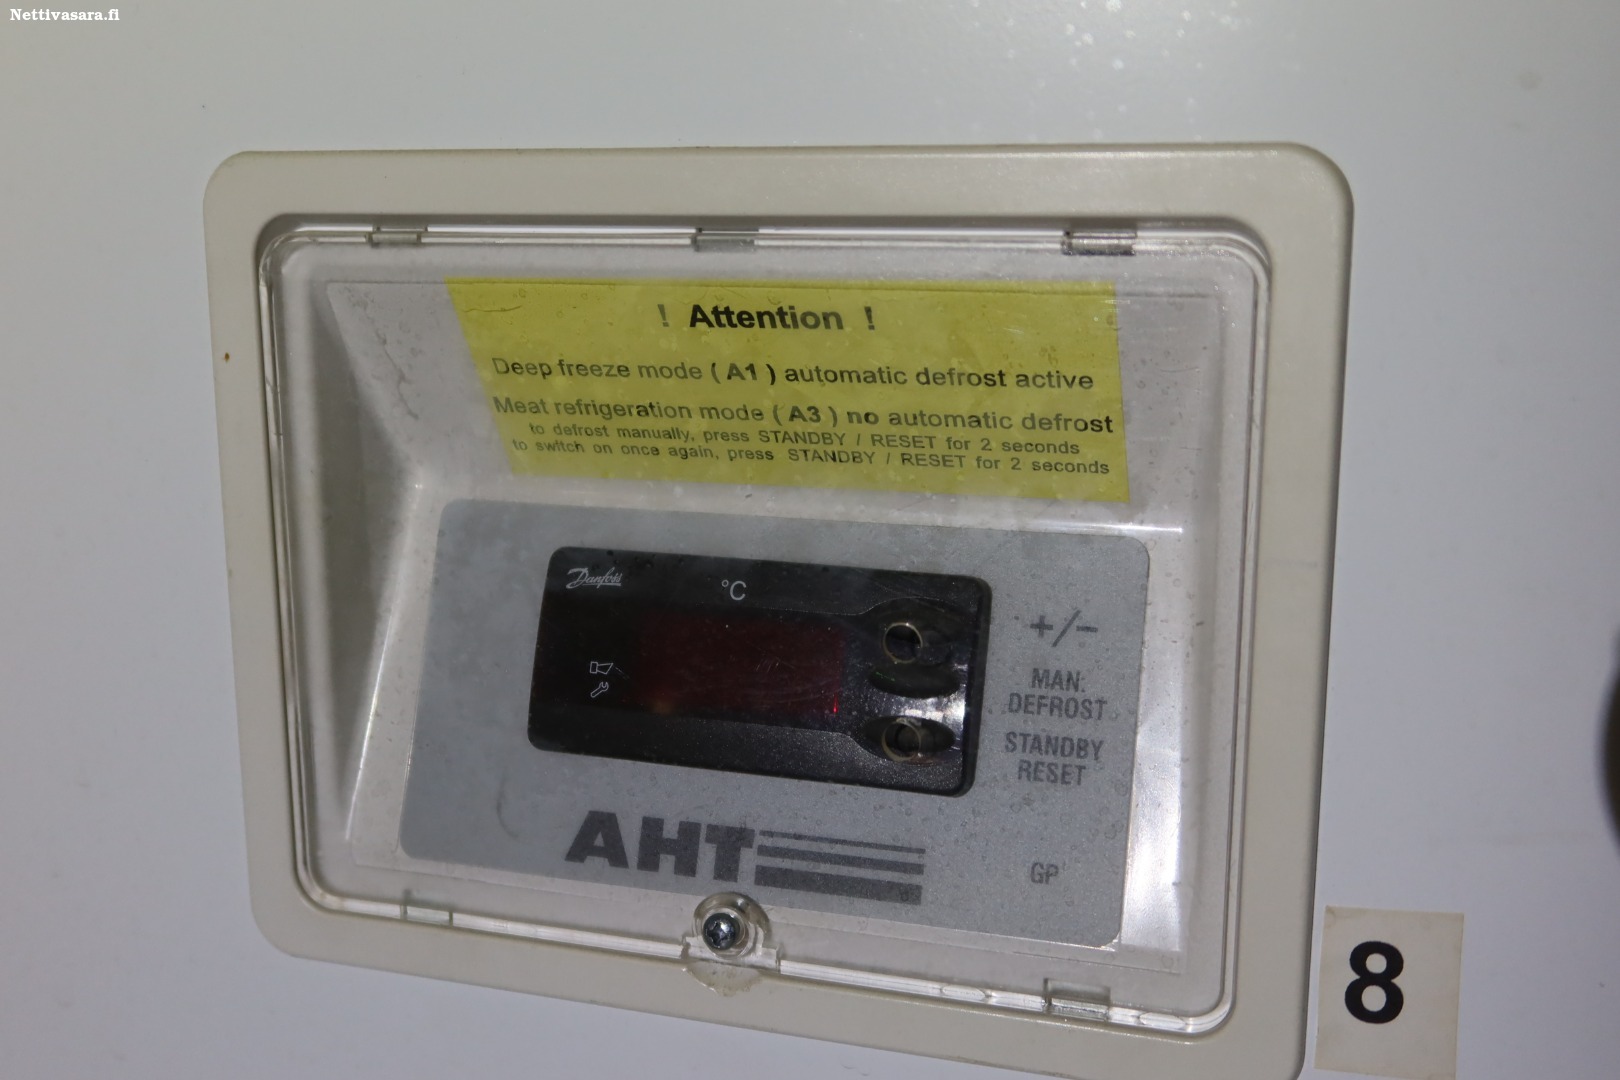 Nettivasara.fi
! Attention !
Deep freeze mode ( A1 ) automatic defrost active
Meat refrigeration mode ( A3 ) no automatic defrost
to defrost manually, press STANDBY / RESET for 2 seconds
to switch on once again, press STANDBY / RESET for 2 seconds
Danfoss
°C
+/-
MAN.
DEFROST
STANDBY
RESET
AHT
GP
8